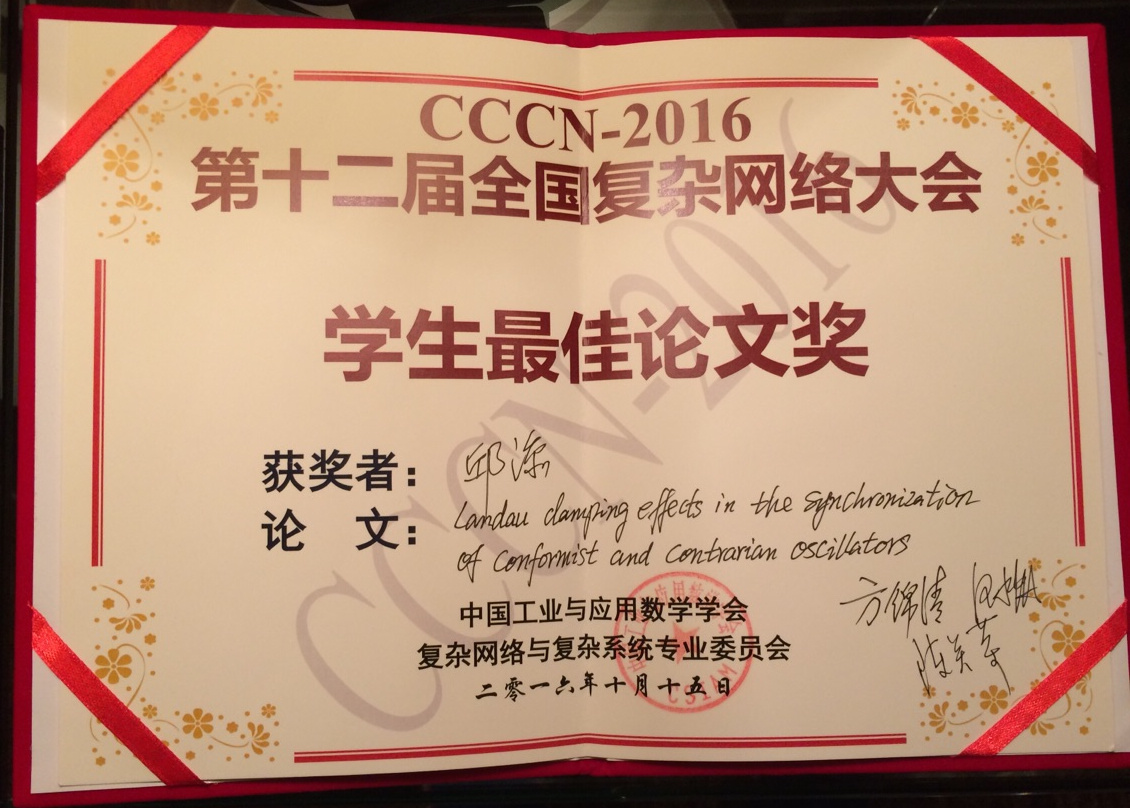 CCCN-2016
第十二届全国复杂网络大会
学生最佳论文奖
获奖者：邱添
论 文：Landau damping effects in the synchronization
of conformist and contrarian oscillators
中国工业与应用数学学会
复杂网络与复杂系统专业委员会
二零一六年十月十五日
方锦清
CCCN-2016
CSIAM